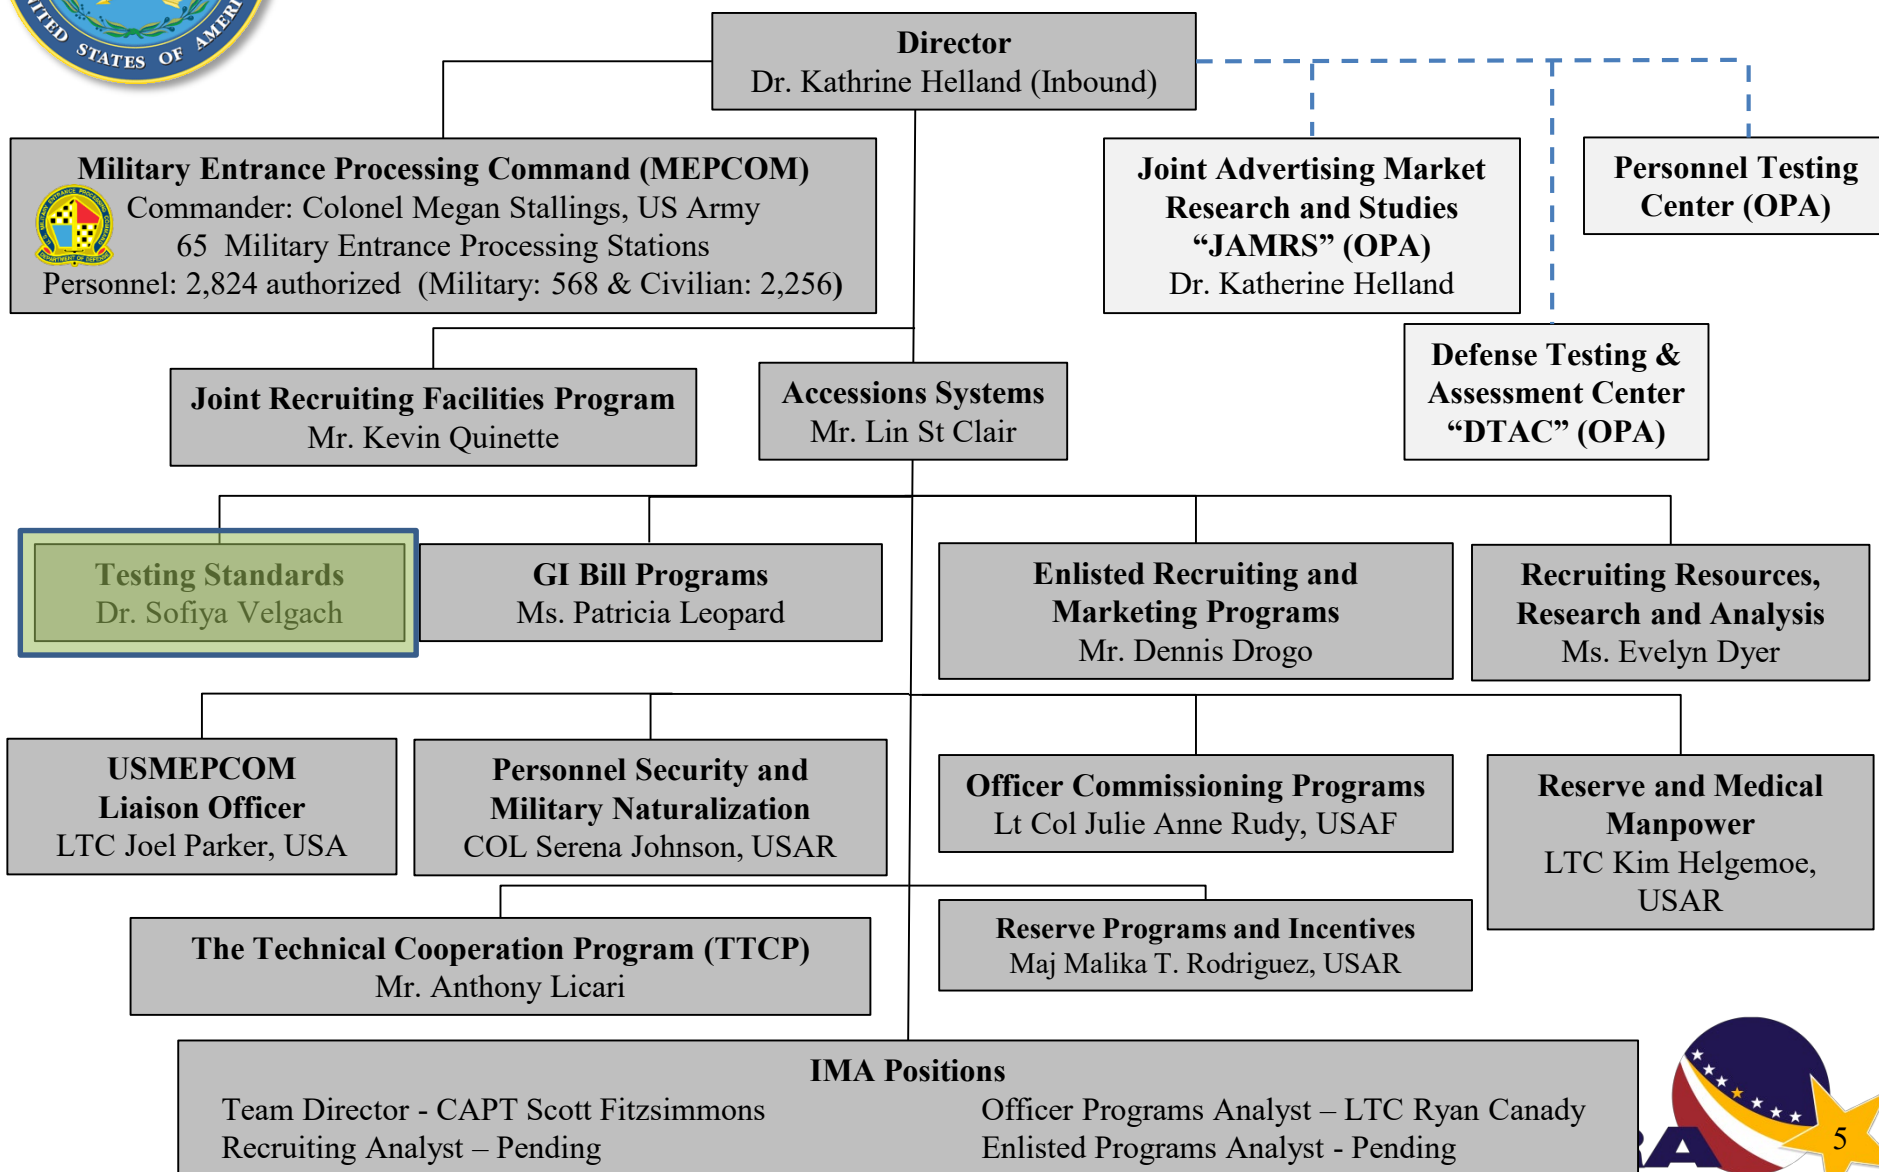 UNITED STATES OF AMERI
Director
Dr. Kathrine Helland (Inbound)
Military Entrance Processing Command (MEPCOM)
Commander: Colonel Megan Stallings, US Army
65 Military Entrance Processing Stations
Personnel: 2,824 authorized (Military: 568 & Civilian: 2,256)
Joint Advertising Market
Research and Studies
“JAMRS” (OPA)
Dr. Katherine Helland
Personnel Testing
Center (OPA)
Defense Testing &
Assessment Center
“DTAC” (OPA)
Joint Recruiting Facilities Program
Mr. Kevin Quinette
Accessions Systems
Mr. Lin St Clair
Testing Standards
Dr. Sofiya Velgach
GI Bill Programs
Ms. Patricia Leopard
Enlisted Recruiting and
Marketing Programs
Mr. Dennis Drogo
Recruiting Resources,
Research and Analysis
Ms. Evelyn Dyer
USMEPCOM
Liaison Officer
LTC Joel Parker, USA
Personnel Security and
Military Naturalization
COL Serena Johnson, USAR
Officer Commissioning Programs
Lt Col Julie Anne Rudy, USAF
Reserve and Medical
Manpower
LTC Kim Helgemoe,
USAR
The Technical Cooperation Program (TTCP)
Mr. Anthony Licari
Reserve Programs and Incentives
Maj Malika T. Rodriguez, USAR
IMA Positions
Team Director - CAPT Scott Fitzsimmons
Recruiting Analyst – Pending
Officer Programs Analyst – LTC Ryan Canady
Enlisted Programs Analyst - Pending
5